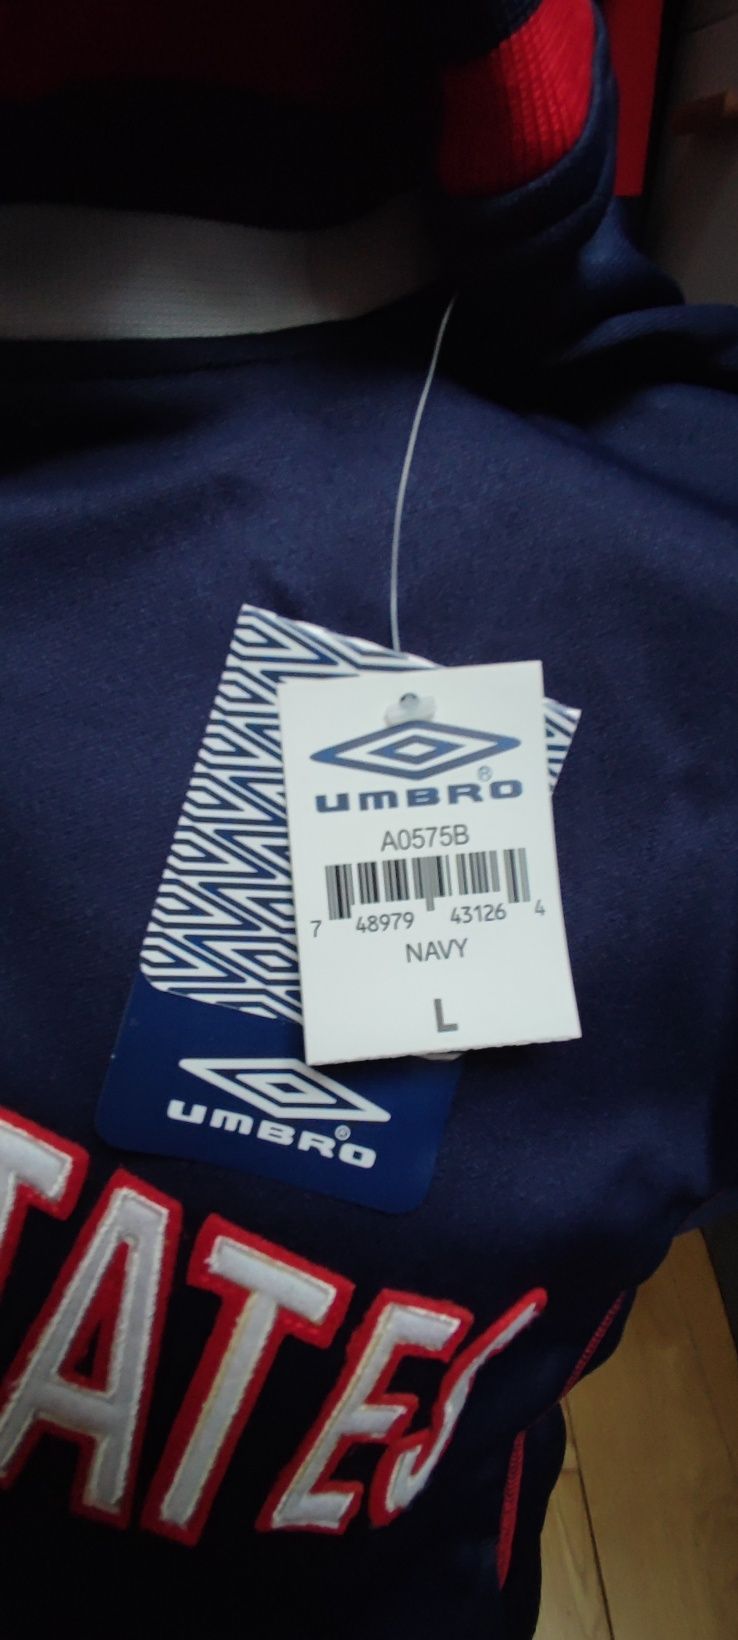 UMBRO®
A0575B
7 48979 43126 4
NAVY
L
UMBRO®
TATES